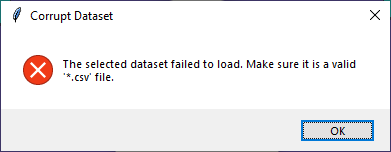 Corrupt Dataset
The selected dataset failed to load. Make sure it is a valid
'*.csv' file.
OK